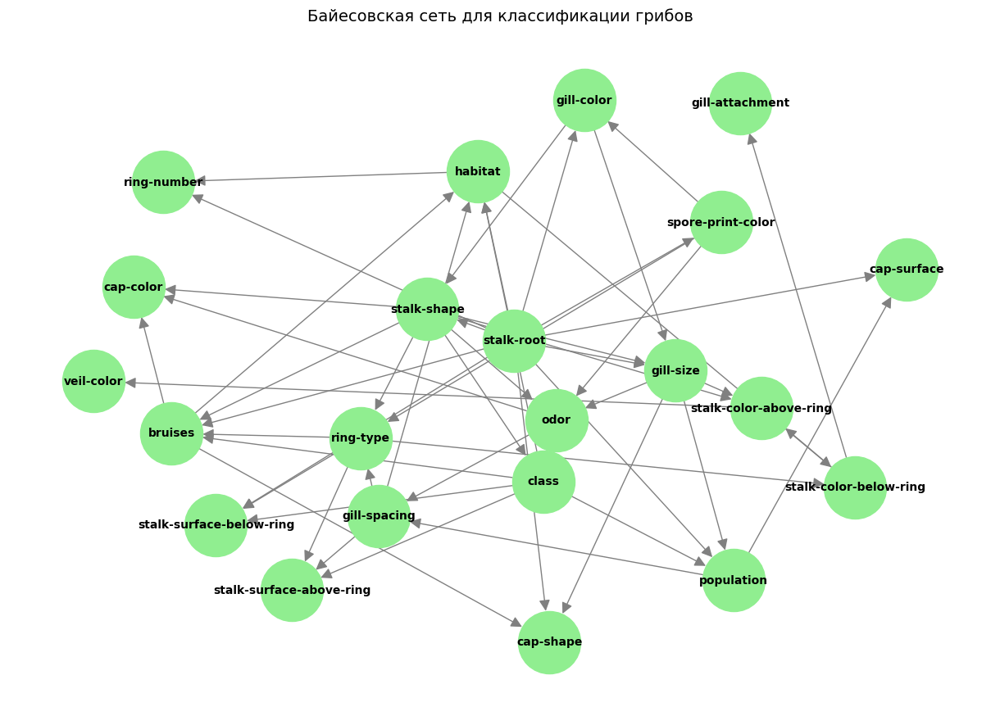 Байесовская сеть для классификации грибов
gill-color
gill-attachment
habitat
ring-number
spore-print-color
cap-surface
cap-color
stalk-shape
stalk-root
gill-size
veil-color
stalk-color-above-ring
odor
bruises
ring-type
class
stalk-color-below-ring
gill-spacing
stalk-surface-below-ring
population
stalk-surface-above-ring
cap-shape